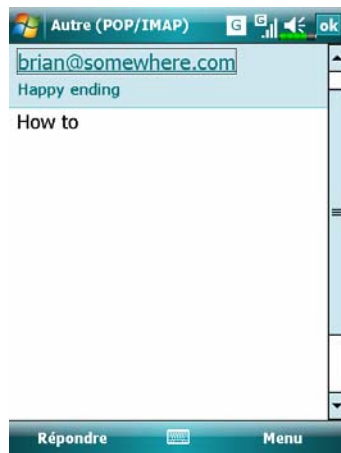 Autre (POP/IMAP) G G ok
brian@somewhere.com
Happy ending
How to
Répondre Menu